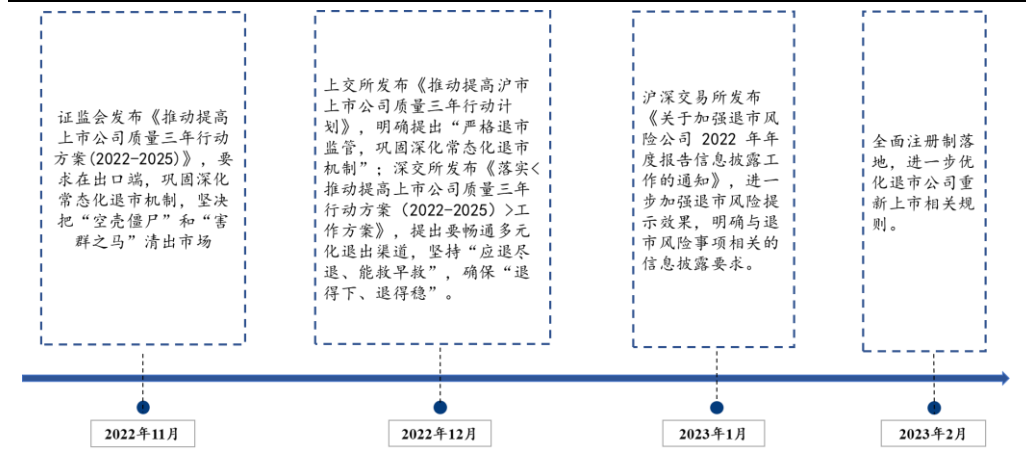 证监会发布《推动提高
上市公司质量三年行动
方案(2022-2025)》，要
求在出口端，巩固深化
常态化退市机制，坚决
把“空壳僵尸”和“害
群之马”清出市场
上交所发布《推动提高沪市
上市公司质量三年行动计
划》，明确提出“严格退市
监管，巩固深化常态化退市
机制”；深交所发布《落实<
推动提高上市公司质量三年
行动方案（2022-2025）>工
作方案》，提出要畅通多元
化退出渠道，坚持“应退尽
退、能救早救”，确保“退
得下、退得稳”。
沪深交易所发布
《关于加强退市风
险公司 2022 年年
度报告信息披露工
作的通知》，进一
步加强退市风险提
示效果，明确与退
市风险事项相关的
信息披露要求。
全面注册制落
地，进一步优
化退市公司重
新上市相关规
则。
2022年11月
2022年12月
2023年1月
2023年2月